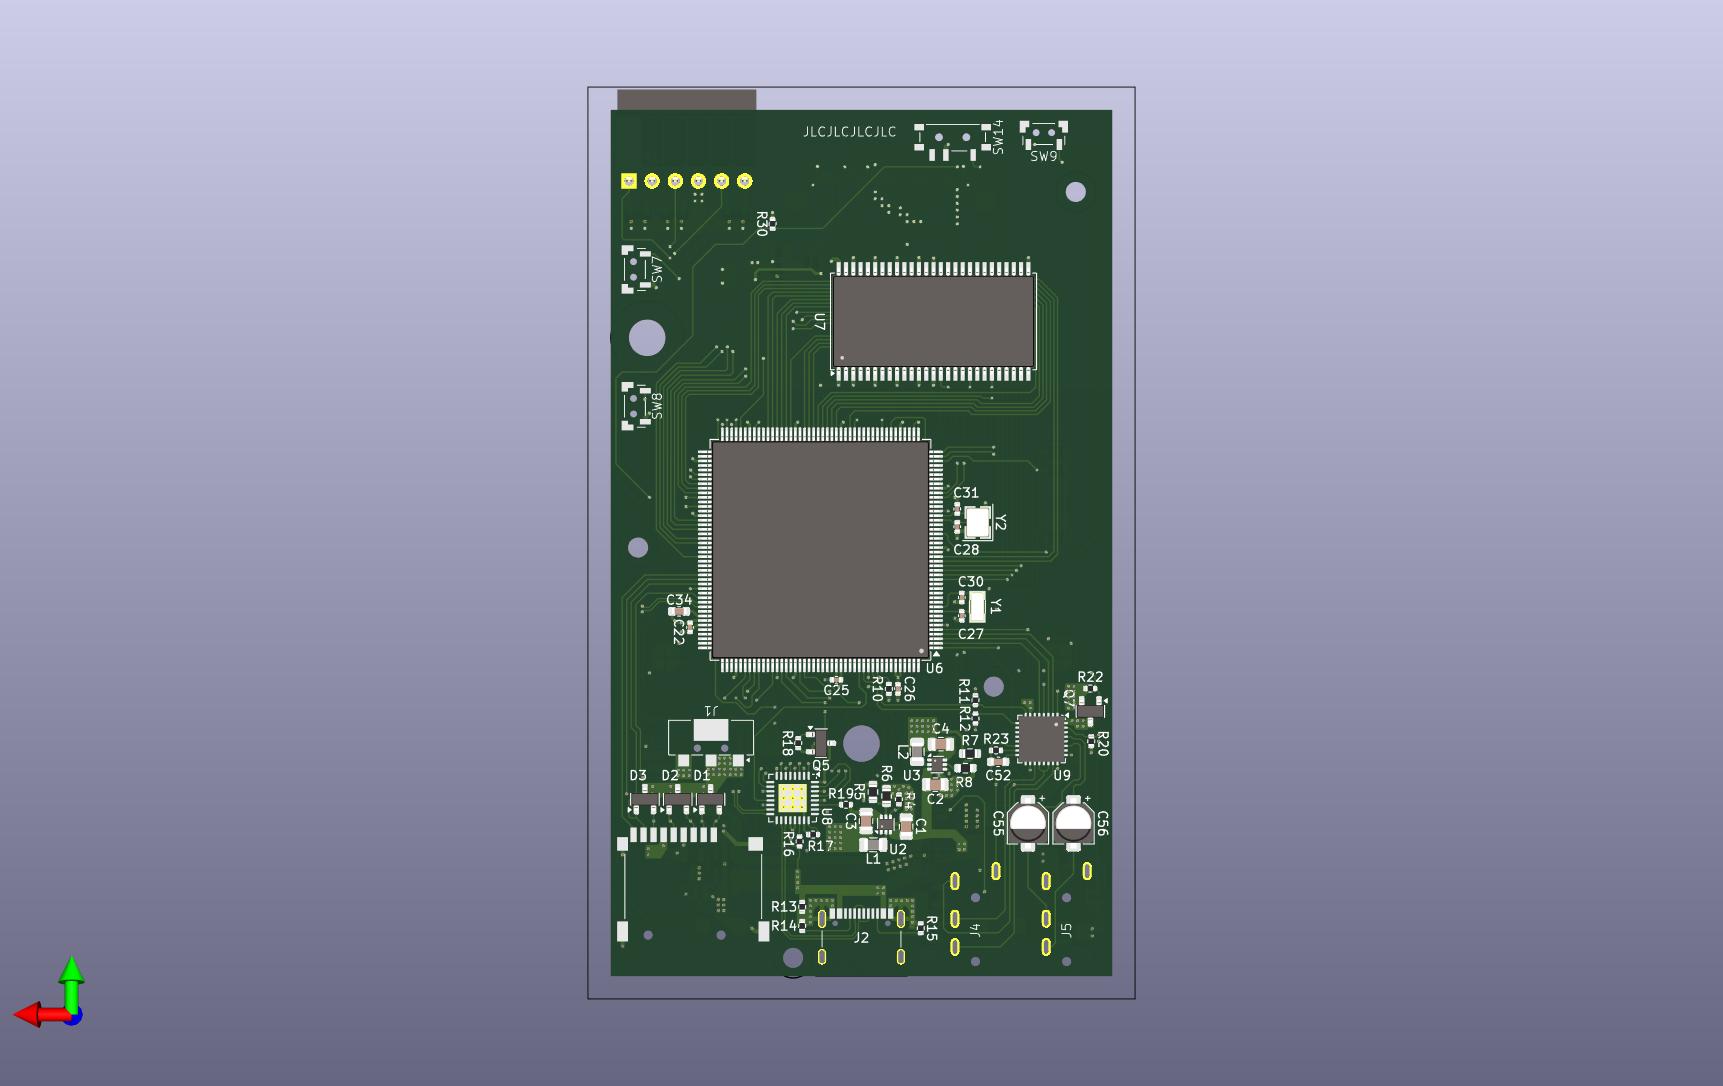 JLCJLCJLCJLC
SW14
SW9
R30
SW7
U7
SW8
C31
Y2
C28
C30
Y1
C27
C34
C22
U6
C25
R10
C26
R11
R12
R22
Q7
J1
R18
Q5
L2
C4
R7
R23
R20
U3
R8
C52
U9
D3
D2
D1
R6
R5
R4
C2
R19
U8
C3
C1
C55
+
C56
+
R16
R17
L1
U2
R13
R14
J2
R15
J4
J5